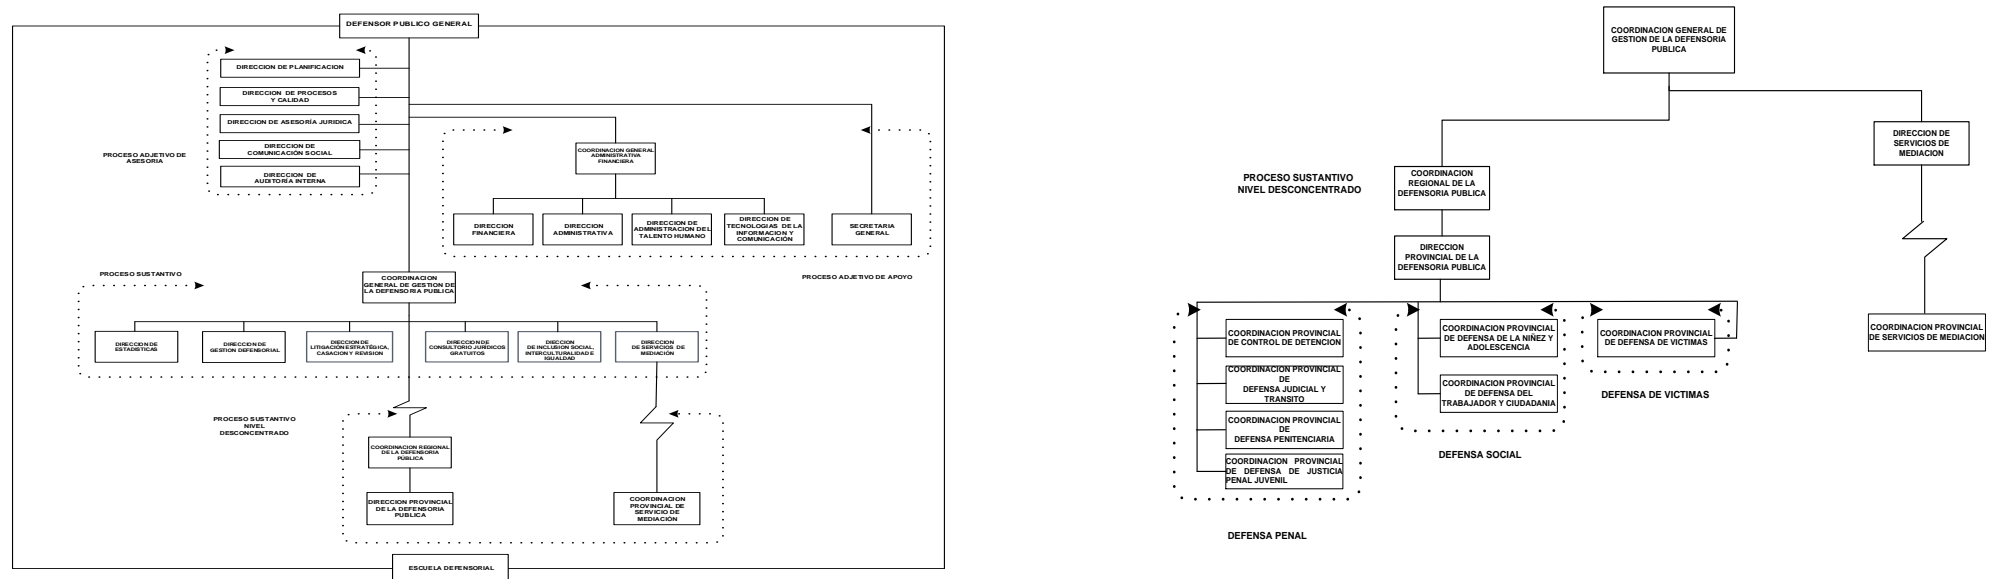 DEFENSOR PUBLICO GENERAL
DIRECCION DE PLANIFICACION
DIRECCION DE PROCESOS
Y CALIDAD
DIRECCION DE ASESORÍA JURIDICA
DIRECCION DE
COMUNICACIÓN SOCIAL
DIRECCION DE
AUDITORÍA INTERNA
PROCESO ADJETIVO DE
ASESORIA
COORDINACION GENERAL
ADMINISTRATIVA
FINANCIERA
DIRECCION
FINANCIERA
DIRECCION
ADMINISTRATIVA
DIRECCION DE
ADMINISTRACION DEL
TALENTO HUMANO
DIRECCION DE
TECNOLOGIAS DE LA
INFORMACION Y
COMUNICACIÓN
SECRETARIA
GENERAL
PROCESO ADJETIVO DE APOYO
PROCESO SUSTANTIVO
COORDINACION
GENERAL DE GESTION DE
LA DEFENSORIA PUBLICA
DIRECCION DE
ESTADISTICAS
DIRECCION DE
GESTION DEFENSORIAL
DIECCION DE
LITIGACIÓN ESTRATÉGICA,
CASACION Y REVISION
DIRECCION DE
CONSULTORIO JURÍDICOS
GRATUITOS
DIECCION
DE INCLUSION SOCIAL,
INTERCULTURALIDAD E
IGUALDAD
DIRECCION
DE SERVICIOS DE
MEDIACIÓN
PROCESO SUSTANTIVO
NIVEL
DESCONCENTRADO
COORDINACION REGIONAL
DE LA DEFENSORIA
PÚBLICA
DIRECCION PROVINCIAL
DE LA DEFENSORIA
PUBLICA
COORDINACION
PROVINCIAL DE
SERVICIO DE
MEDIACIÓN
ESCUELA DEFENSORIAL
COORDINACION GENERAL DE
GESTION DE LA DEFENSORIA
PUBLICA
DIRECCION DE
SERVICIOS DE
MEDIACION
PROCESO SUSTANTIVO
NIVEL DESCONCENTRADO
COORDINACION
REGIONAL DE LA
DEFENSORIA PUBLICA
DIRECCION
PROVINCIAL DE LA
DEFENSORIA PUBLICA
COORDINACION PROVINCIAL
DE CONTROL DE DETENCION
COORDINACION PROVINCIAL
DE
DEFENSA JUDICIAL Y
TRANSITO
COORDINACION PROVINCIAL
DE
DEFENSA PENITENCIARIA
COORDINACION PROVINCIAL
DE DEFENSA DE JUSTICIA
PENAL JUVENIL
DEFENSA PENAL
COORDINACION PROVINCIAL
DE DEFENSA DE LA NIÑEZ Y
ADOLESCENCIA
COORDINACION PROVINCIAL
DE DEFENSA DEL
TRABAJADOR Y CIUDADANIA
DEFENSA SOCIAL
COORDINACION PROVINCIAL
DE DEFENSA DE VICTIMAS
DEFENSA DE VICTIMAS
COORDINACION PROVINCIAL
DE SERVICIOS DE MEDIACION